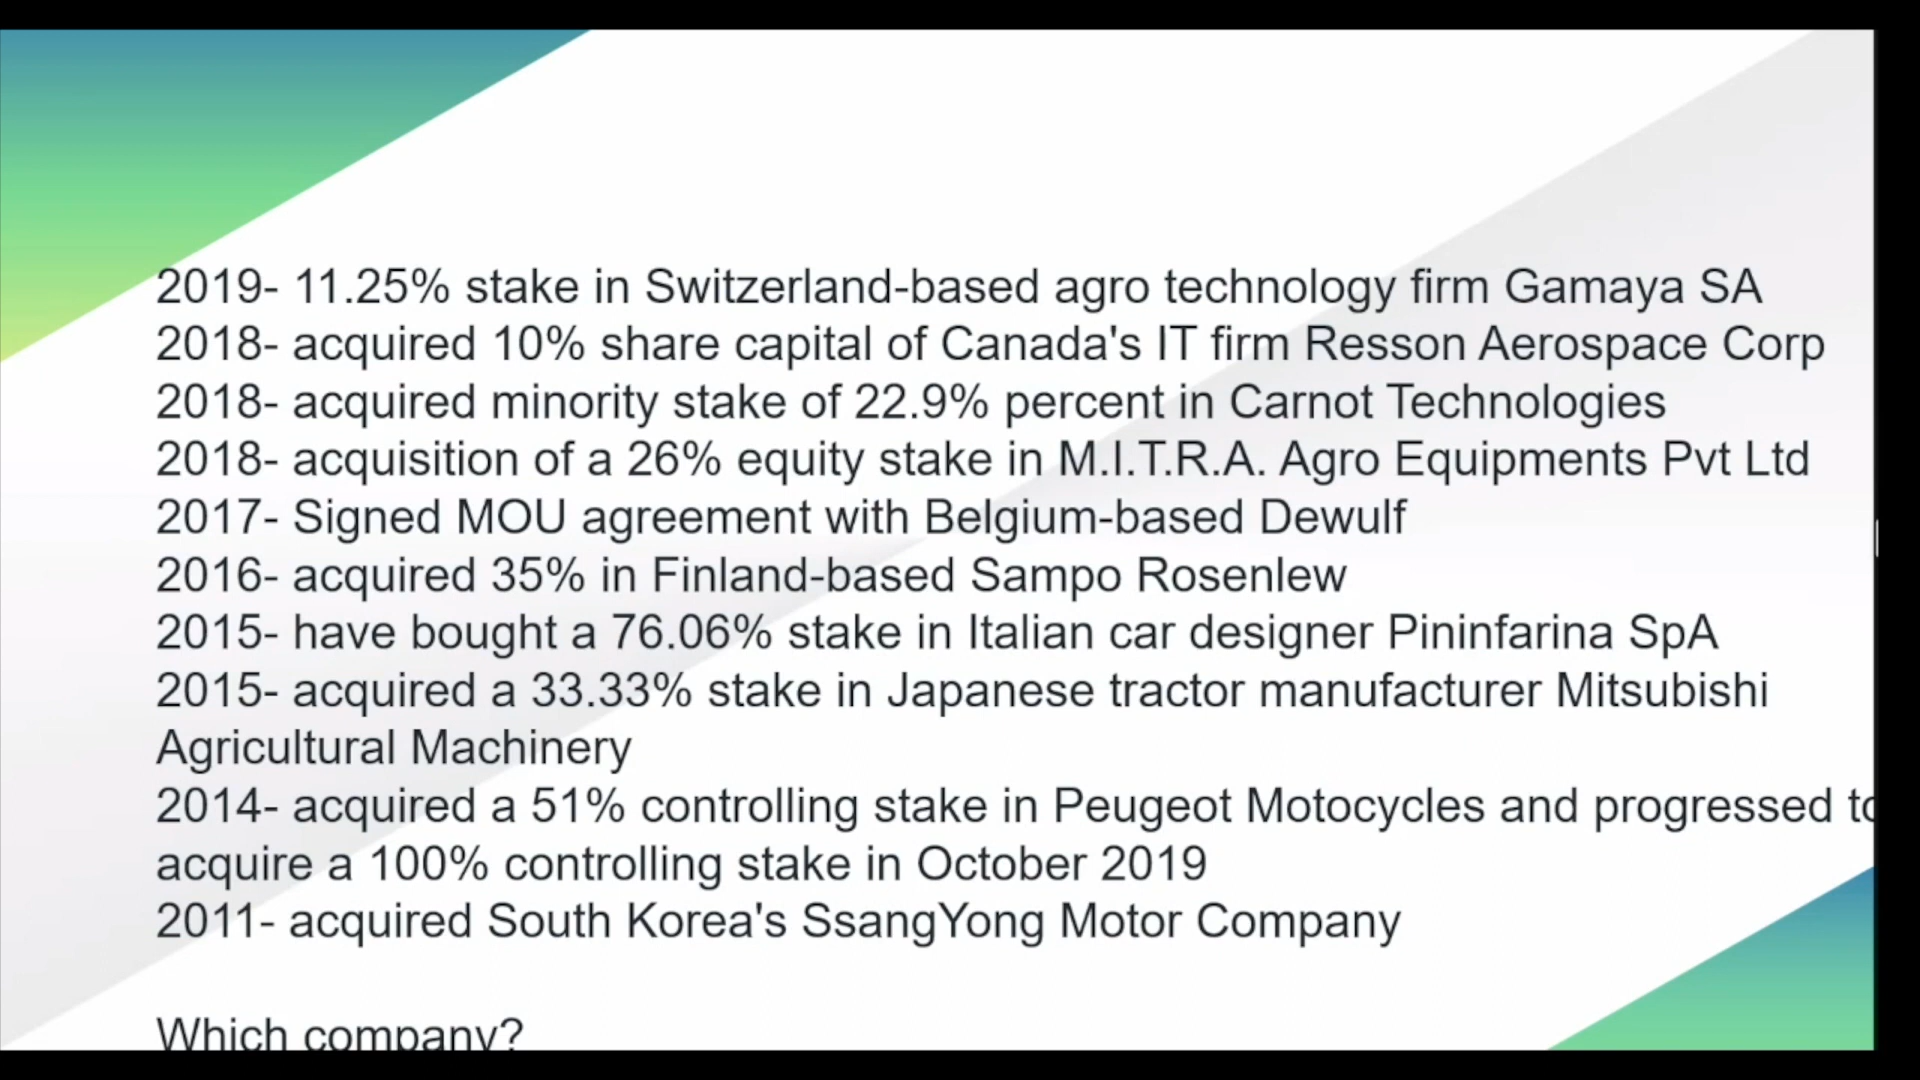 2019- 11.25% stake in Switzerland-based agro technology firm Gamaya SA
2018- acquired 10% share capital of Canada's IT firm Resson Aerospace Corp
2018- acquired minority stake of 22.9% percent in Carnot Technologies
2018- acquisition of a 26% equity stake in M.I.T.R.A. Agro Equipments Pvt Ltd
2017- Signed MOU agreement with Belgium-based Dewulf
2016- acquired 35% in Finland-based Sampo Rosenlew
2015- have bought a 76.06% stake in Italian car designer Pininfarina SpA
2015- acquired a 33.33% stake in Japanese tractor manufacturer Mitsubishi
Agricultural Machinery
2014- acquired a 51% controlling stake in Peugeot Motocycles and progressed to
acquire a 100% controlling stake in October 2019
2011- acquired South Korea's SsangYong Motor Company
Which company?